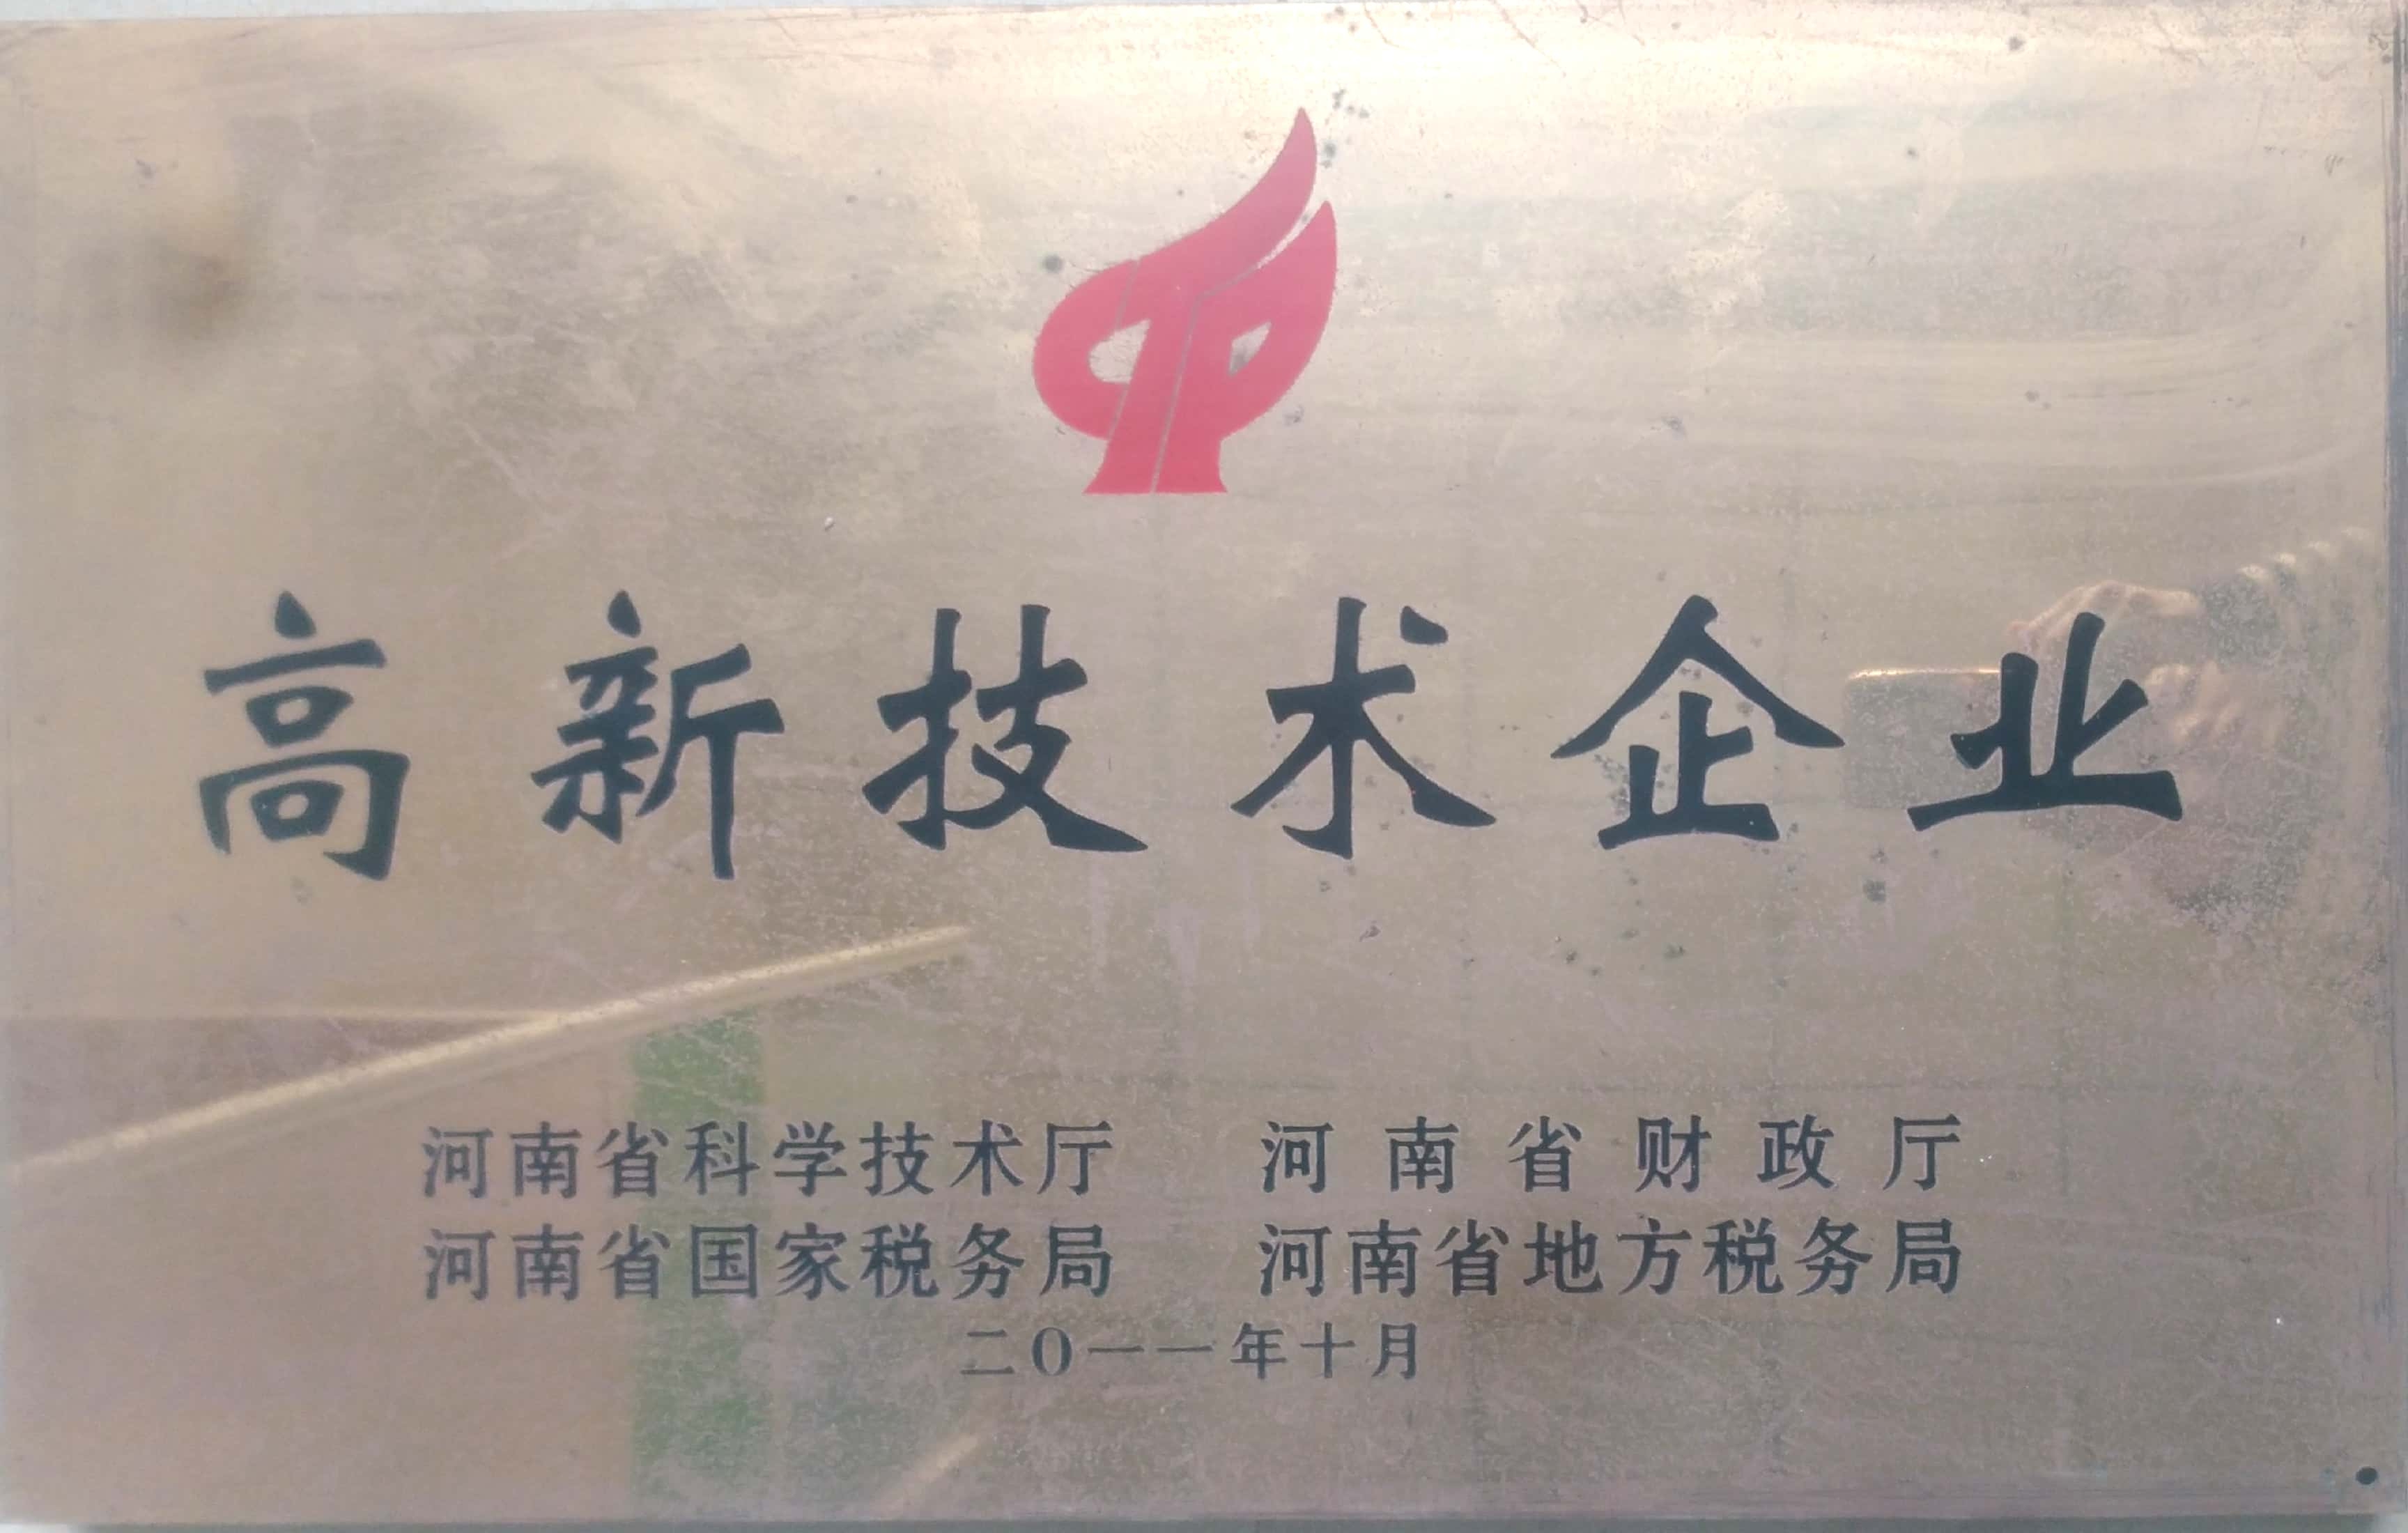 高新技术企业
河南省科学技术厅 河南省财政厅
河南省国家税务局 河南省地方税务局
二O一一年十月